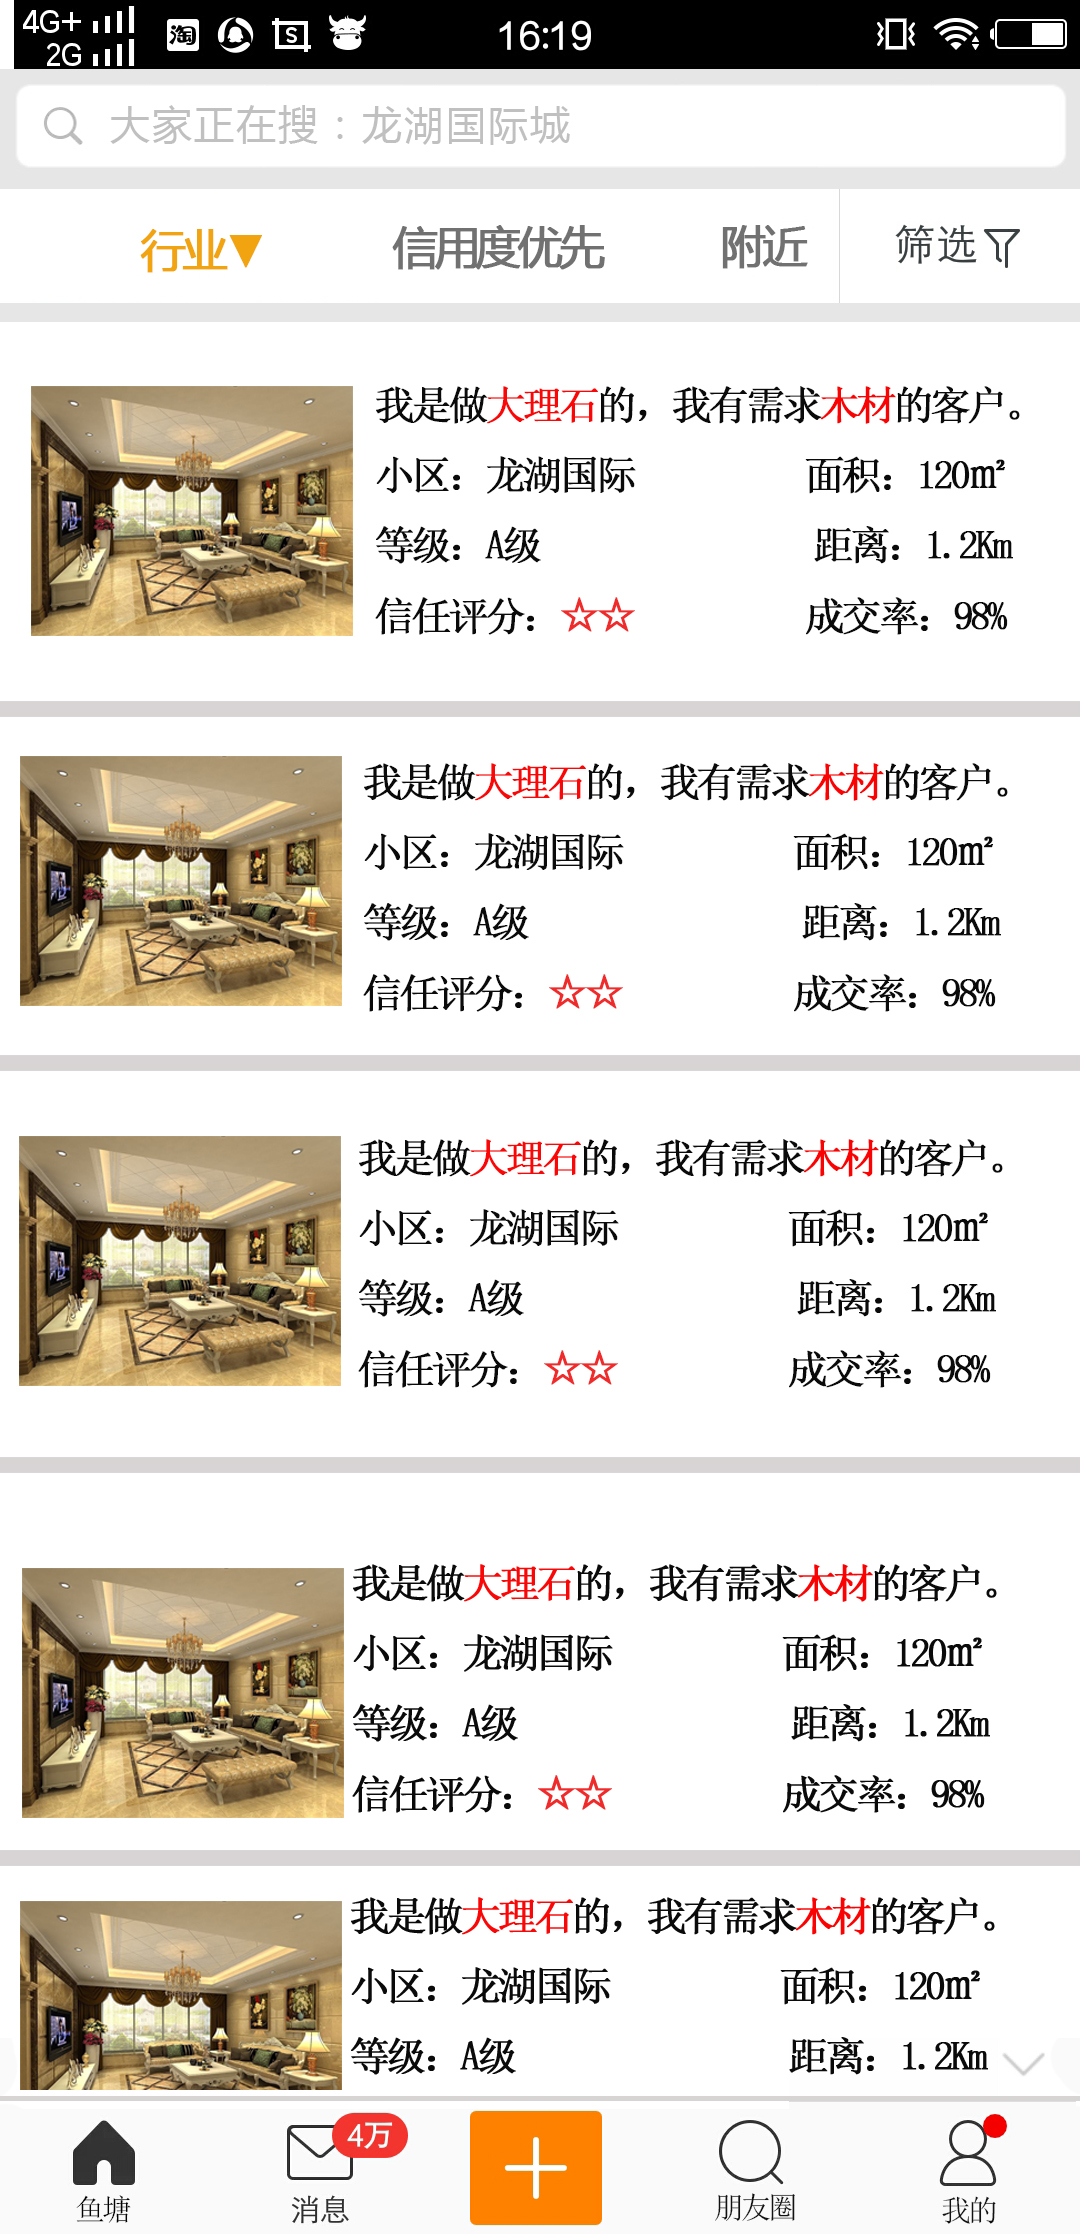 4G+
2G
淘
S
16:19
大家正在搜：龙湖国际城
行业▼ 信用度优先 附近 筛选
我是做大理石的，我有需求木材的客户。
小区：龙湖国际 面积：120m²
等级：A级 距离：1.2Km
信任评分：☆☆ 成交率：98%
我是做大理石的，我有需求木材的客户。
小区：龙湖国际 面积：120m²
等级：A级 距离：1.2Km
信任评分：☆☆ 成交率：98%
我是做大理石的，我有需求木材的客户。
小区：龙湖国际 面积：120m²
等级：A级 距离：1.2Km
信任评分：☆☆ 成交率：98%
我是做大理石的，我有需求木材的客户。
小区：龙湖国际 面积：120m²
等级：A级 距离：1.2Km
信任评分：☆☆ 成交率：98%
我是做大理石的，我有需求木材的客户。
小区：龙湖国际 面积：120m²
等级：A级 距离：1.2Km
4万
鱼塘 消息 朋友圈 我的